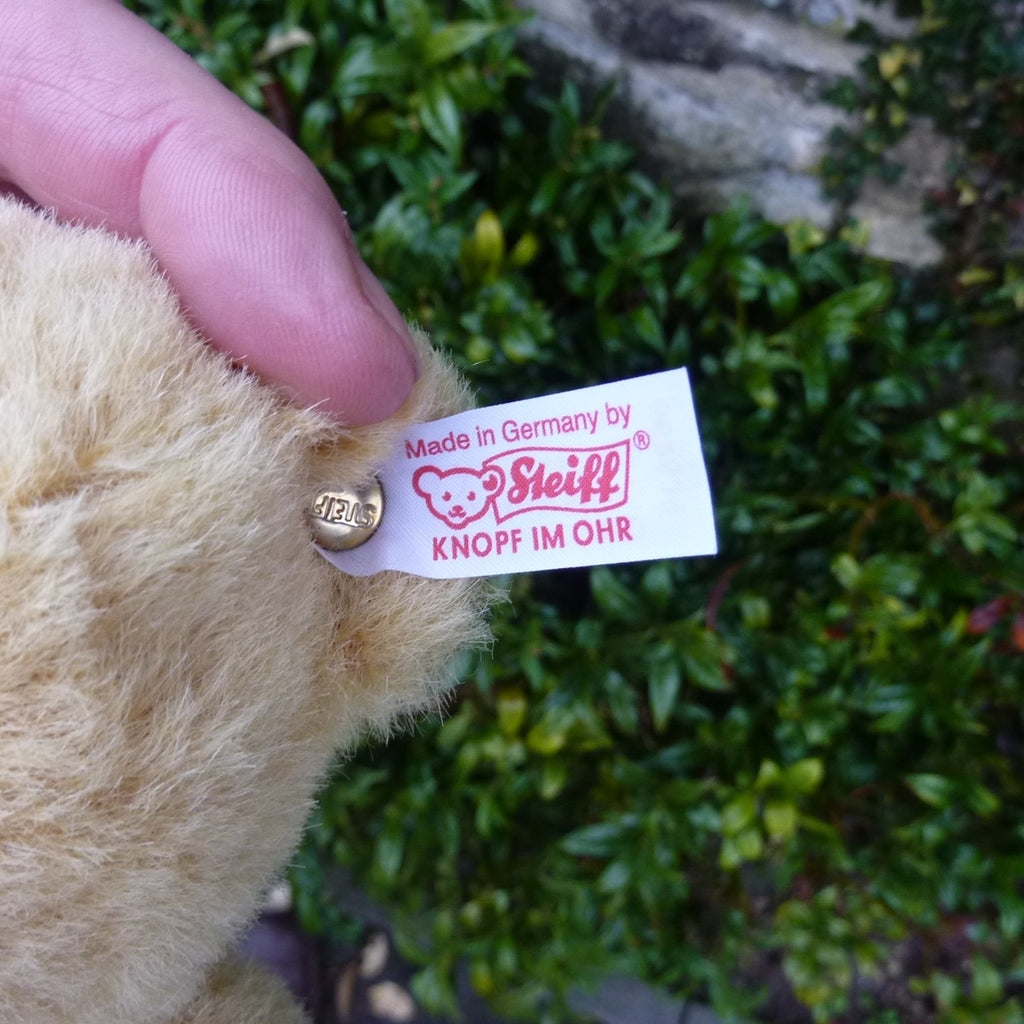 Made in Germany by
Steiff®
KNOPF IM OHR
STEIFF